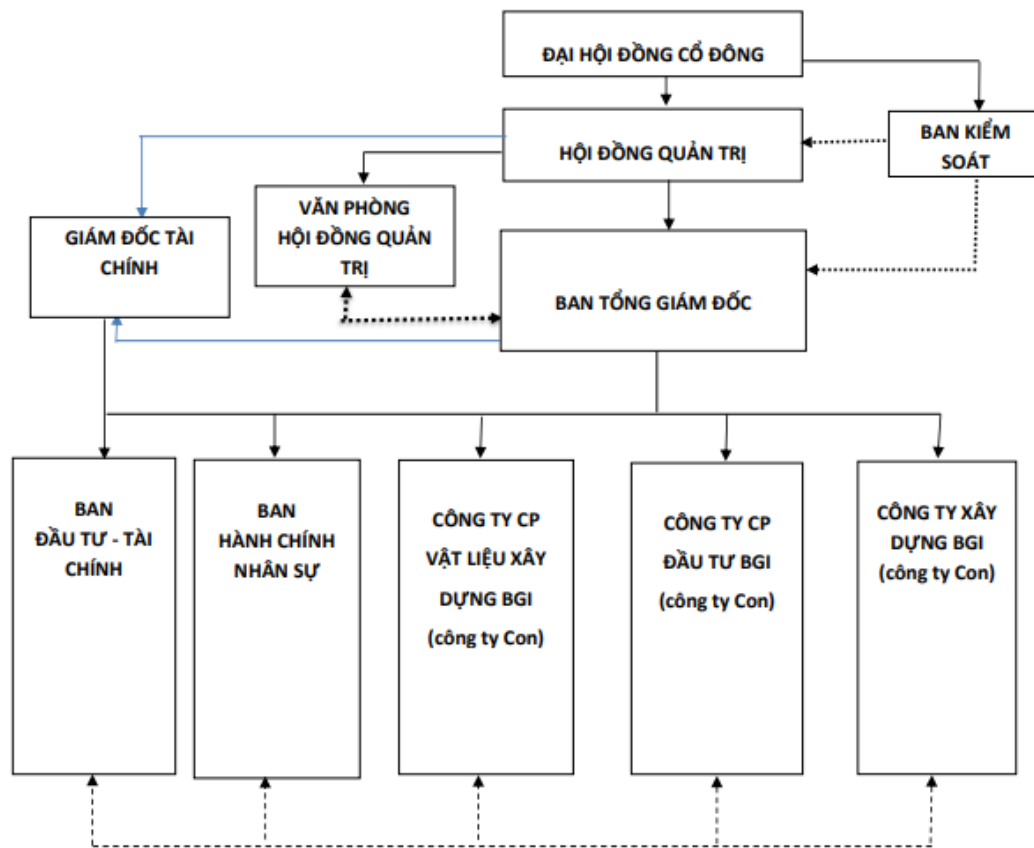 ĐẠI HỘI ĐỒNG CỔ ĐÔNG
HỘI ĐỒNG QUẢN TRỊ
BAN KIỂM
SOÁT
VĂN PHÒNG
HỘI ĐỒNG QUẢN
TRỊ
GIÁM ĐỐC TÀI
CHÍNH
BAN TỔNG GIÁM ĐỐC
BAN
ĐẦU TƯ - TÀI
CHÍNH
BAN
HÀNH CHÍNH
NHÂN SỰ
CÔNG TY CP
VẬT LIỆU XÂY
DỰNG BGI
(công ty Con)
CÔNG TY CP
ĐẦU TƯ BGI
(công ty Con)
CÔNG TY XÂY
DỰNG BGI
(công ty Con)